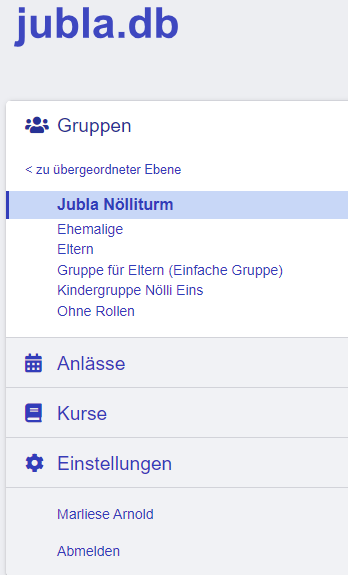 jubla.db
Gruppen
< zu übergeordneter Ebene
Jubla Nölliturm
Ehemalige
Eltern
Gruppe für Eltern (Einfache Gruppe)
Kindergruppe Nölli Eins
Ohne Rollen
Anlässe
Kurse
Einstellungen
Marliese Arnold
Abmelden